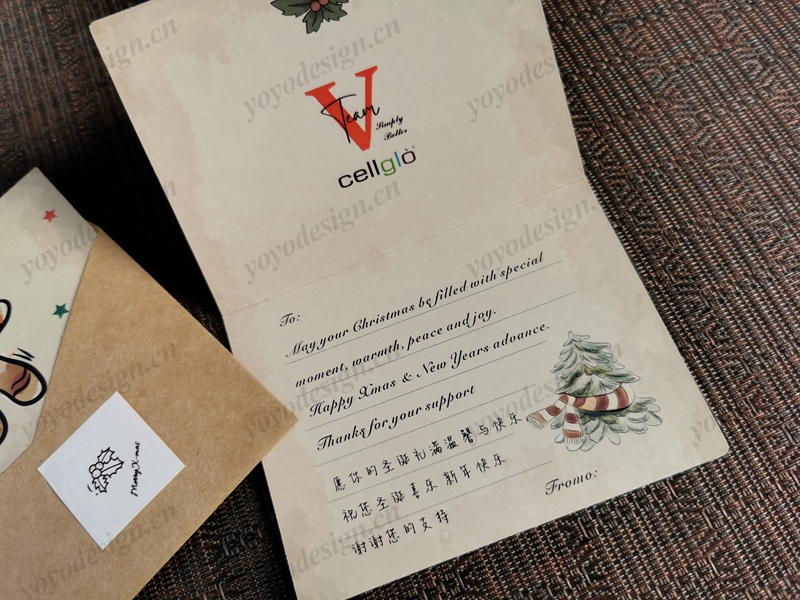 V
Team
Simply
Better
cellglo
To:
May your Christmas be filled with special
moment, warmth, peace and joy.
Happy Xmas & New Years advance.
Thanks for your support
愿你的圣诞礼满温馨与快乐
祝您圣诞喜乐 新年快乐
谢谢您的支持
Fromo:
Merry X-mas
yoyodesign.cn